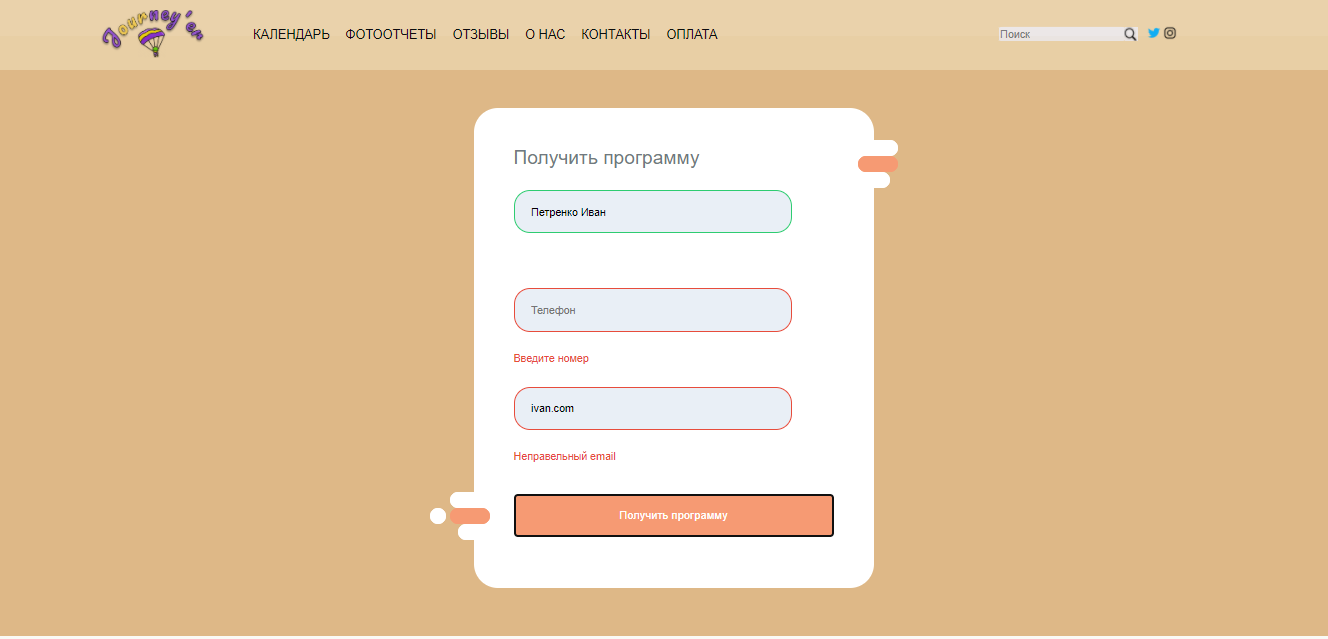 Journey'en
КАЛЕНДАРЬ ФОТООТЧЕТЫ ОТЗЫВЫ О НАС КОНТАКТЫ ОПЛАТА Поиск
Получить программу
Петренко Иван
Телефон
Введите номер
ivan.com
Неправельный email
Получить программу